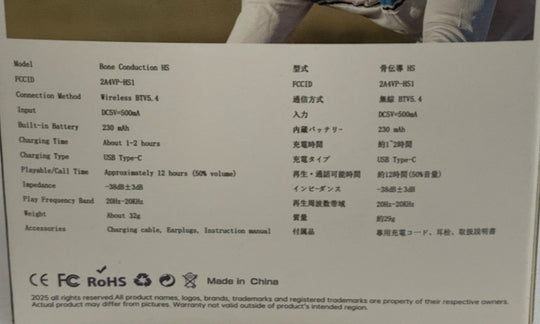 Model Bone Conduction HS
FCCID 2A4VP-HS1
Connection Method Wireless BTV5.4
Input DC5V=500mA
Built-in Battery 230 mAh
Charging Time About 1-2 hours
Charging Type USB Type-C
Playable/Call Time Approximately 12 hours (50% volume)
Impedance -38dB±3dB
Play Frequency Band 20Hz-20KHz
Weight About 32g
Accessories Charging cable, Earplugs, Instruction manual
型式 骨伝導 HS
FCCID 2A4VP-HS1
通信方式 無線 BTV5.4
入力 DC5V=500mA
内蔵バッテリー 230 mAh
充電時間 約1~2時間
充電タイプ USB Type-C
再生・通話可能時間 約12時間(50%音量)
インピーダンス -38dB±3dB
再生周波数帯域 20Hz-20KHz
質量 約29g
付属品 専用充電コード、耳栓、取扱説明書
CE FC RoHS Made in China
2025 all rights reserved.All product names, logos, brands, trademarks and registered trademarks are property of their respective owners.
Actual product may differ from pictures. Warranty not valid outside of product's intended region.